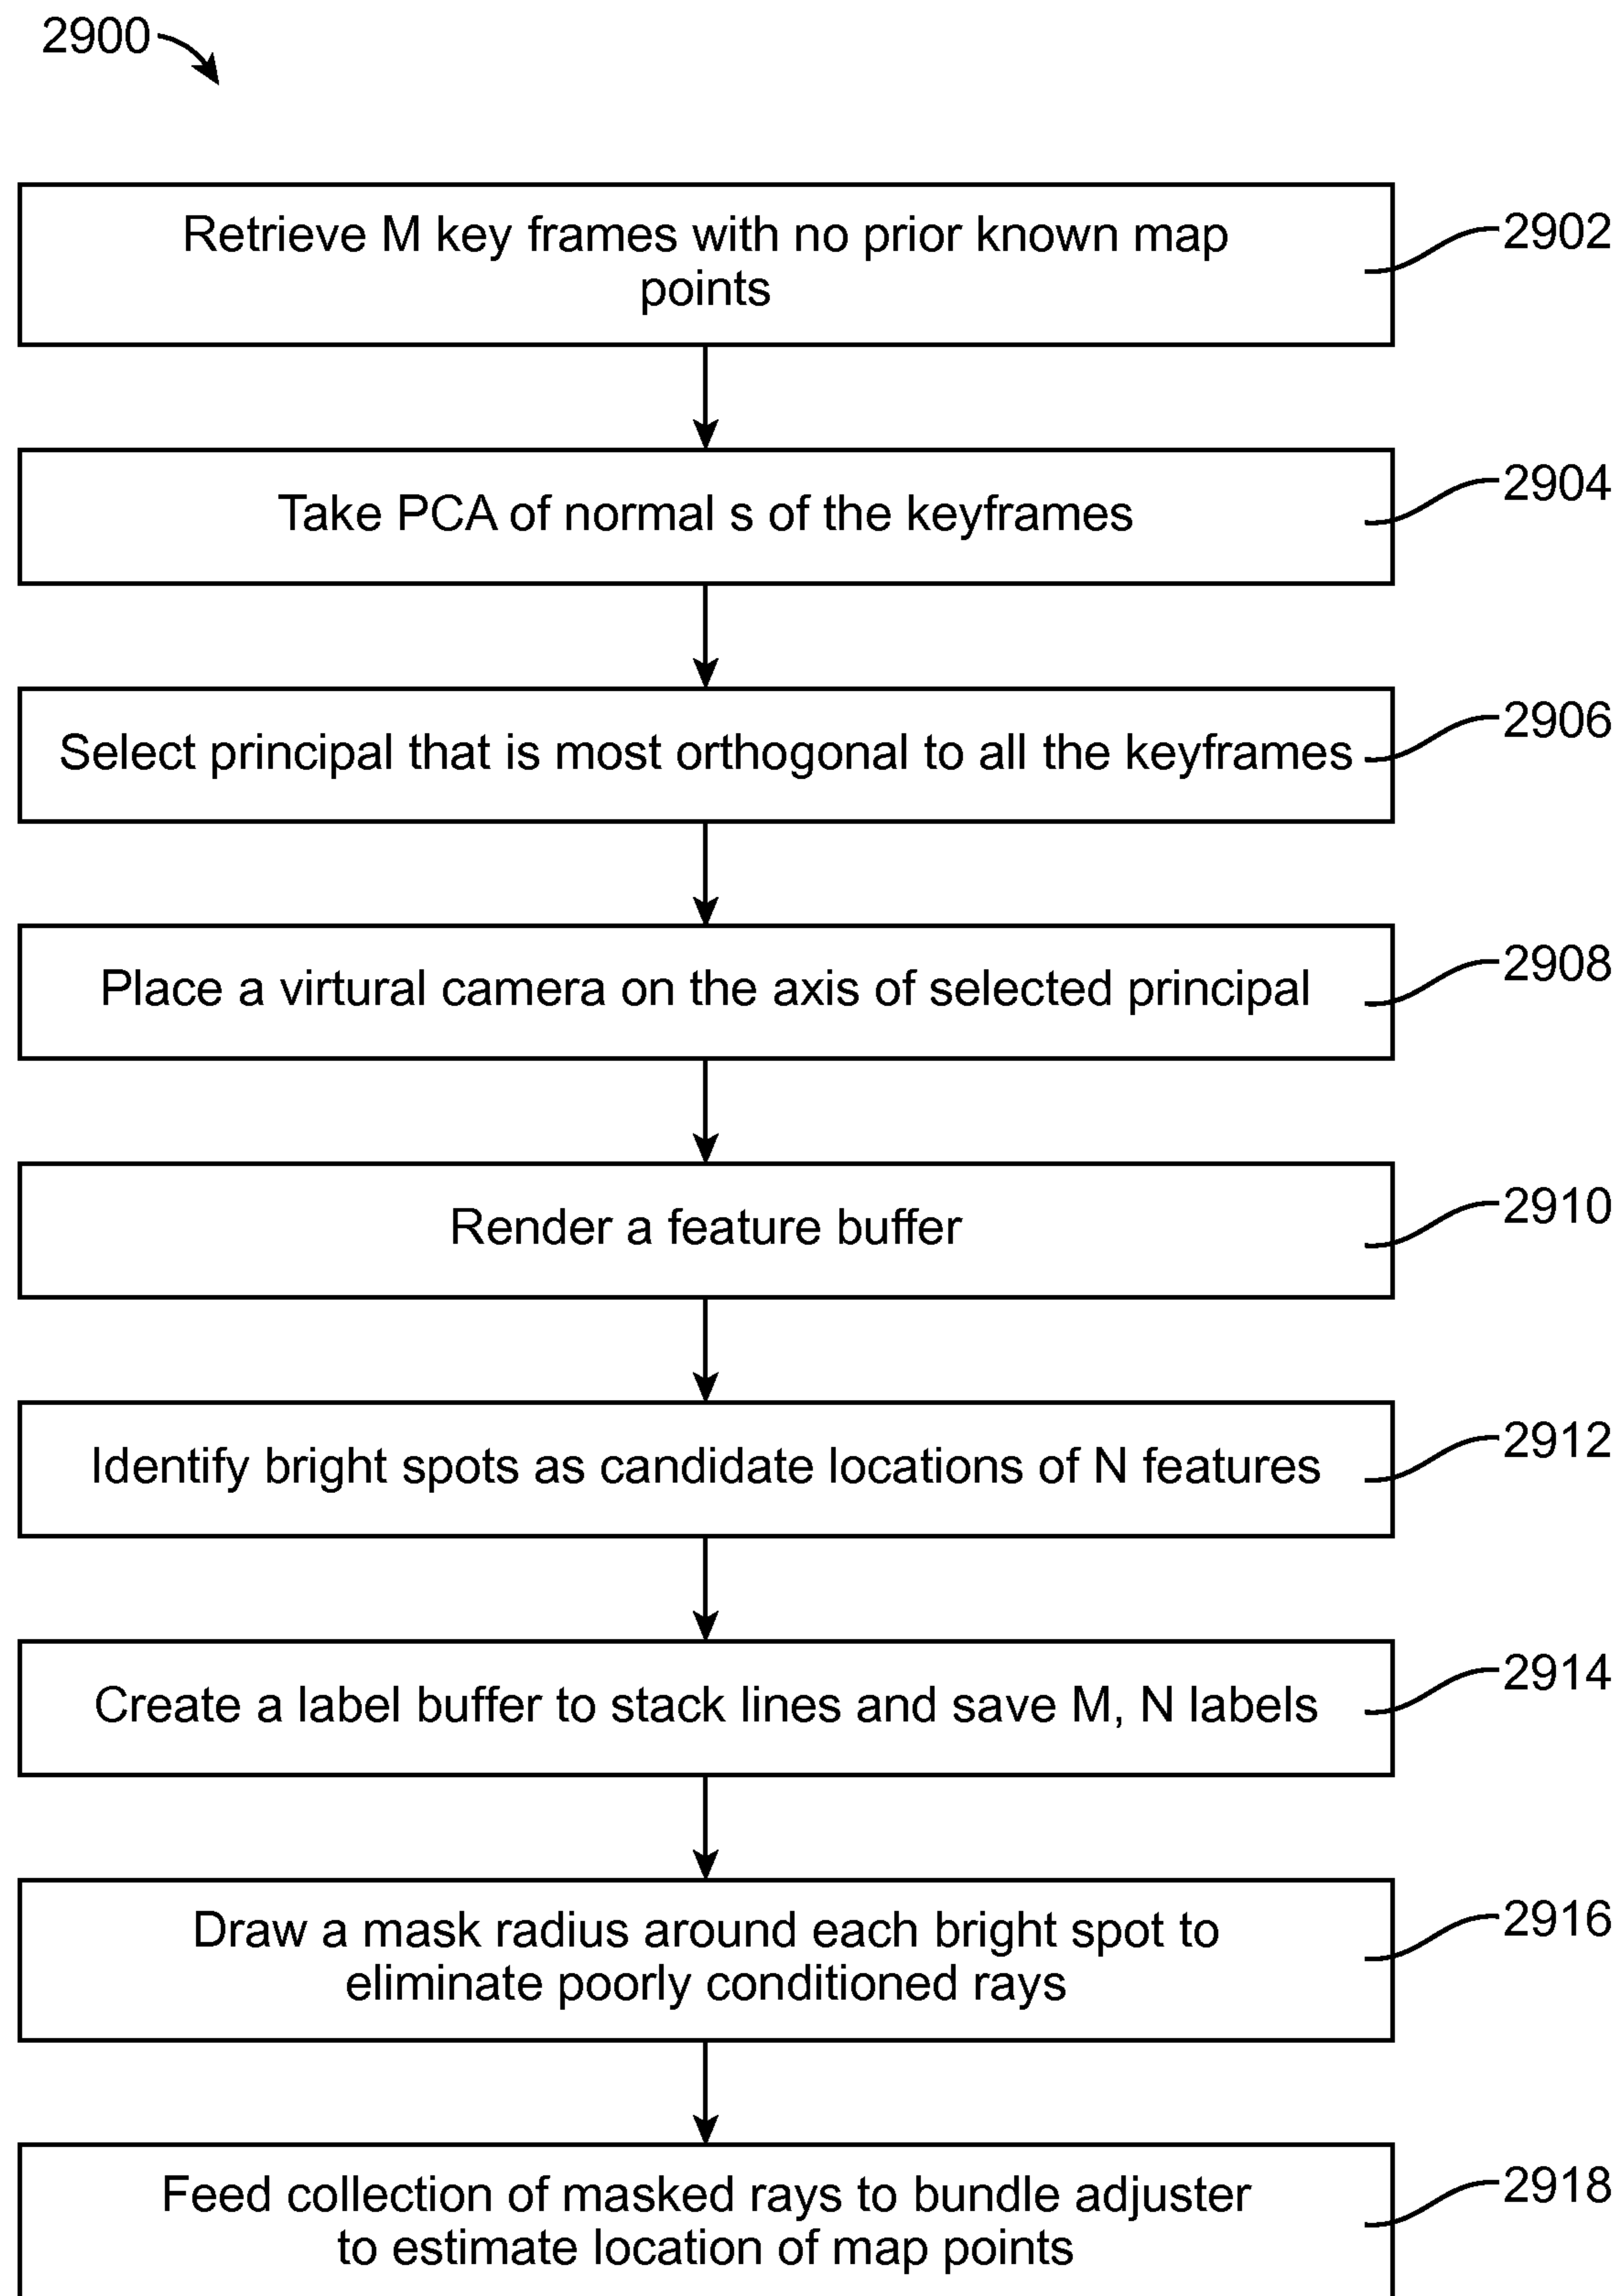 2900
Retrieve M key frames with no prior known map
points
2902
Take PCA of normal s of the keyframes
2904
Select principal that is most orthogonal to all the keyframes
2906
Place a virtural camera on the axis of selected principal
2908
Render a feature buffer
2910
Identify bright spots as candidate locations of N features
2912
Create a label buffer to stack lines and save M, N labels
2914
Draw a mask radius around each bright spot to
eliminate poorly conditioned rays
2916
Feed collection of masked rays to bundle adjuster
to estimate location of map points
2918